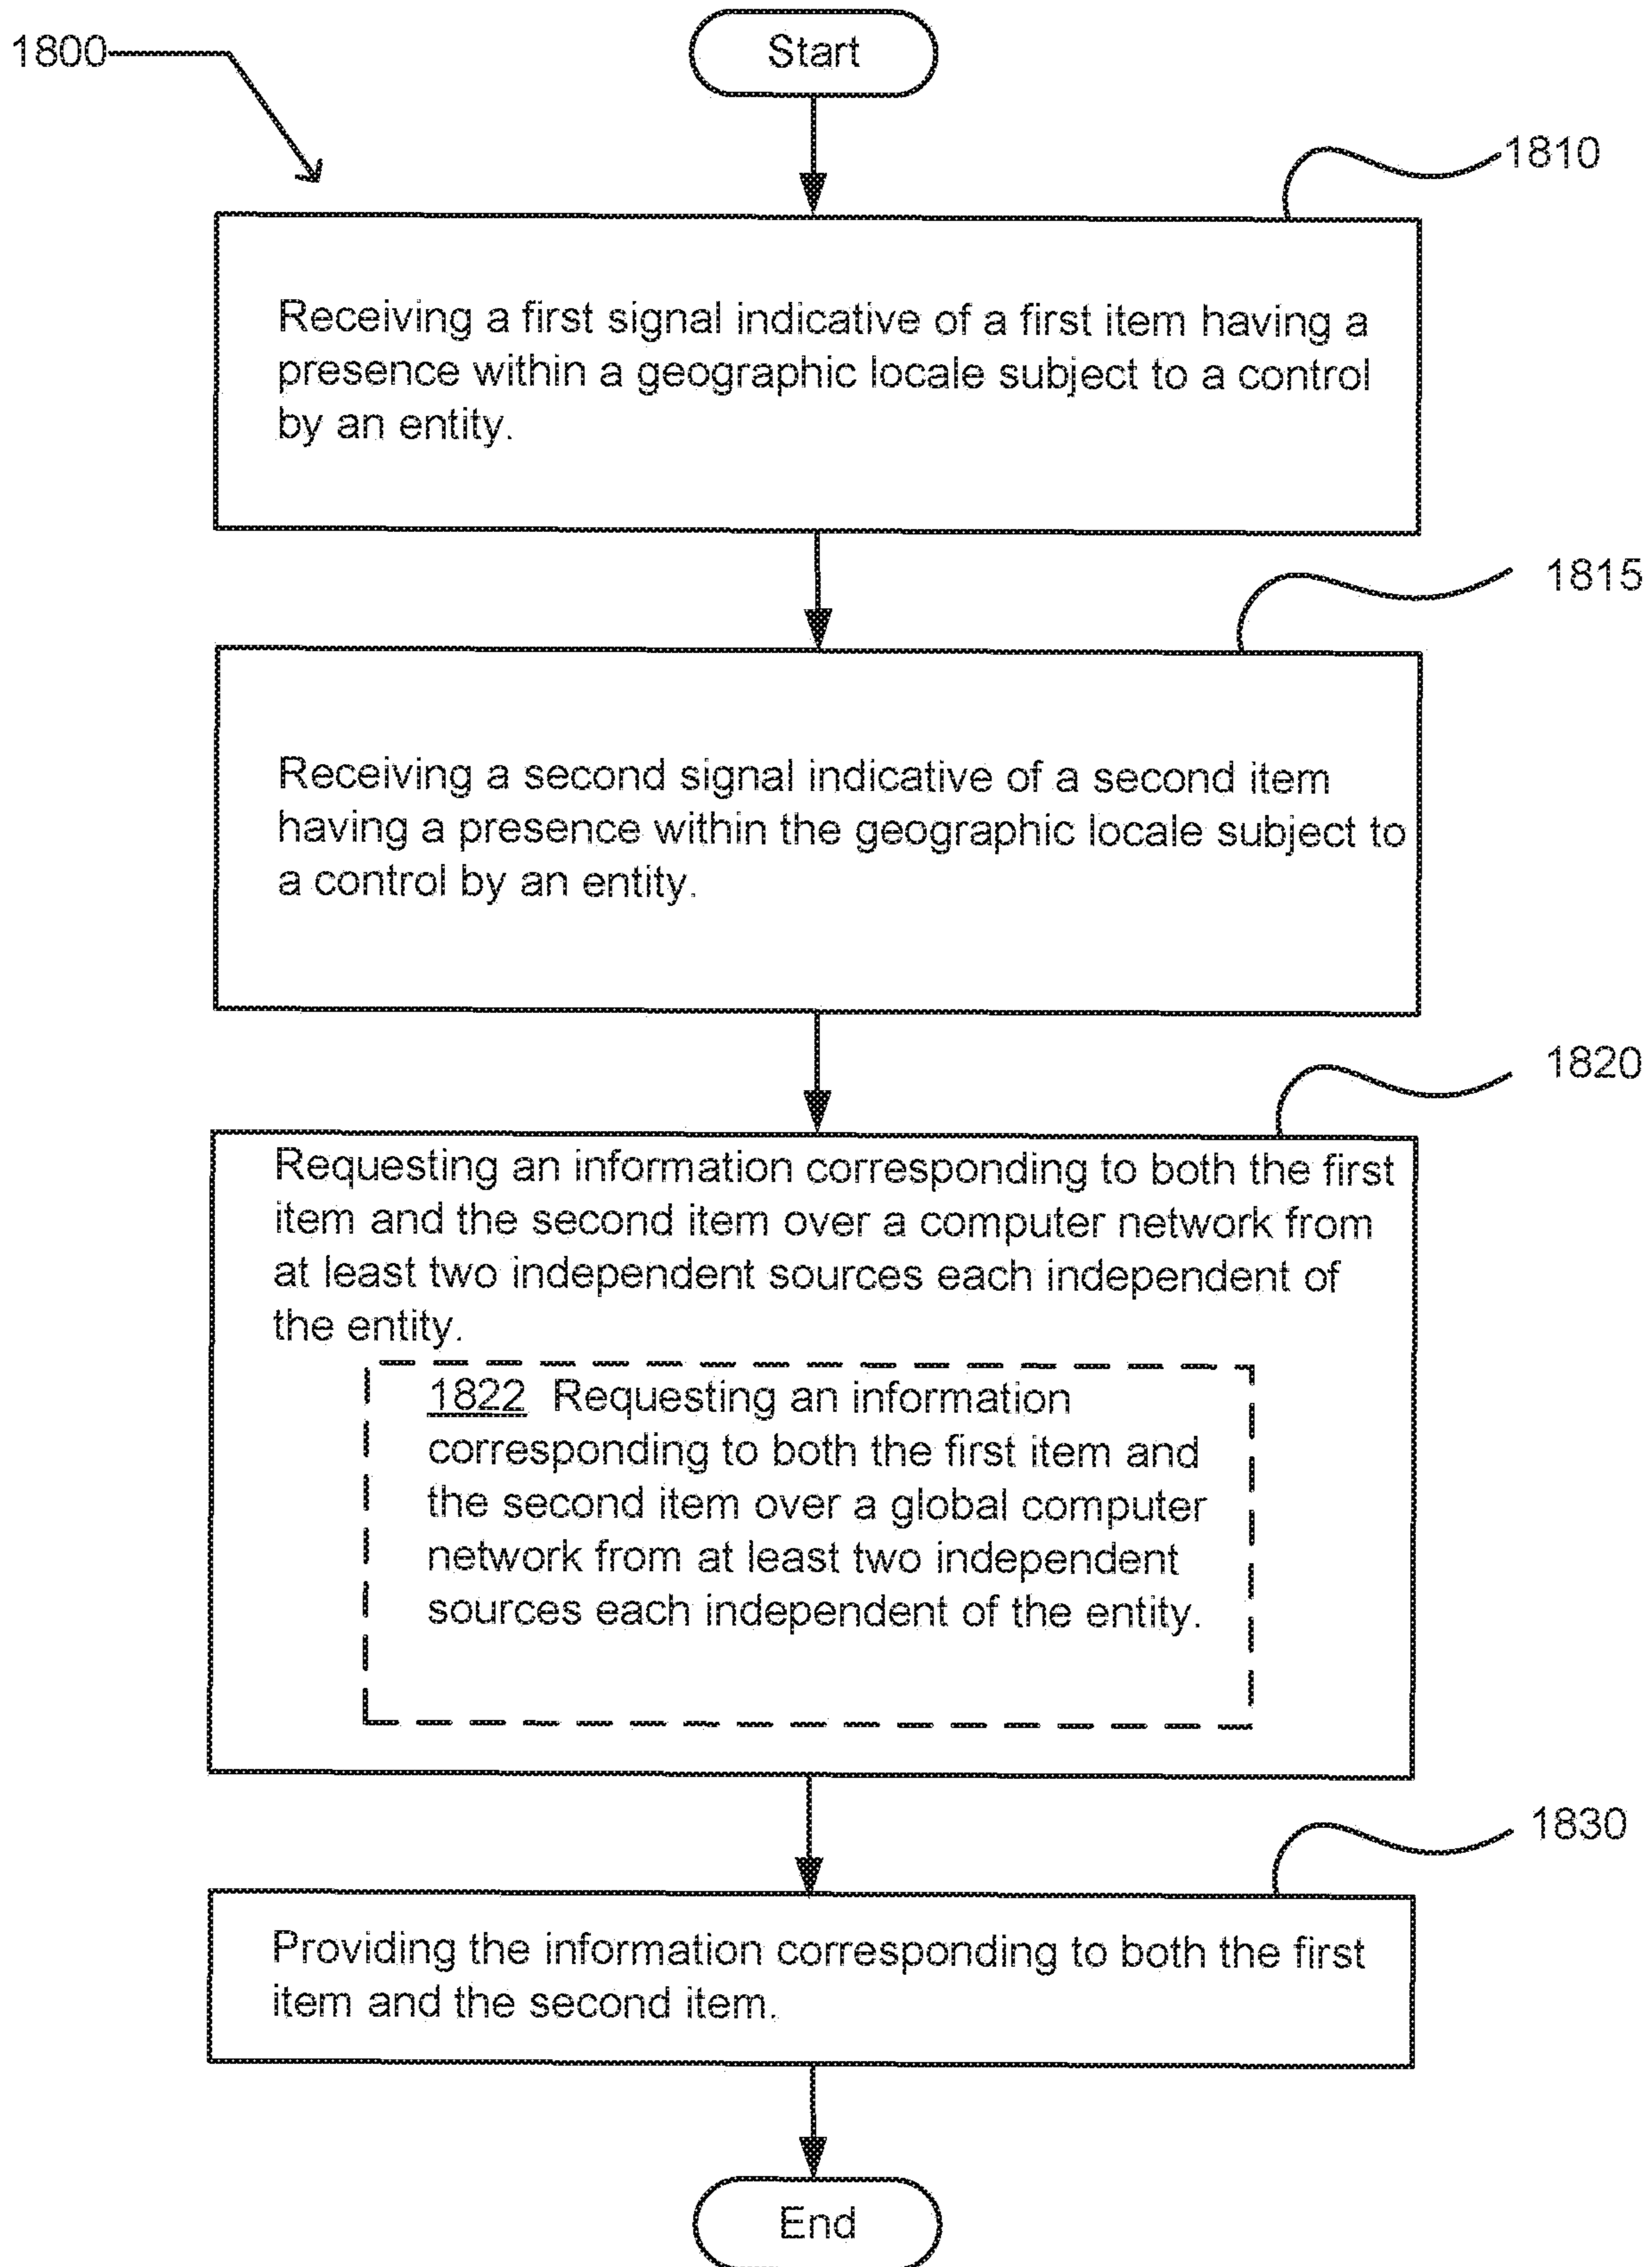 1800
Start
1810
Receiving a first signal indicative of a first item having a
presence within a geographic locale subject to a control
by an entity.
1815
Receiving a second signal indicative of a second item
having a presence within the geographic locale subject to
a control by an entity.
1820
Requesting an information corresponding to both the first
item and the second item over a computer network from
at least two independent sources each independent of
the entity.
1822 Requesting an information
corresponding to both the first item and
the second item over a global computer
network from at least two independent
sources each independent of the entity.
1830
Providing the information corresponding to both the first
item and the second item.
End